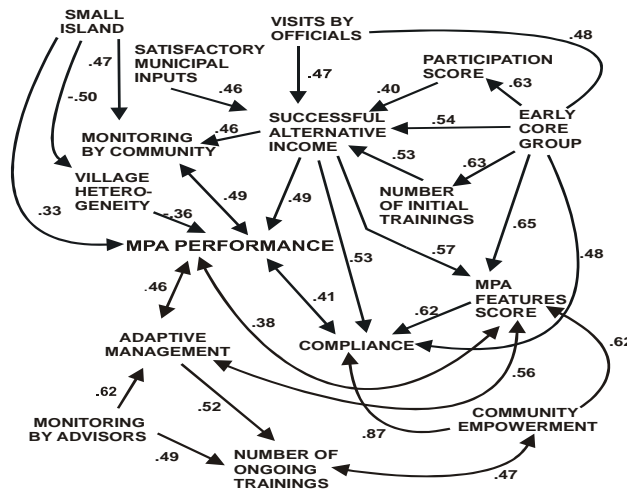 SMALL
ISLAND
VISITS BY
OFFICIALS
.48
SATISFACTORY
MUNICIPAL
INPUTS
PARTICIPATION
SCORE
.47
-.50
.47
.46
.40
.63
SUCCESSFUL
ALTERNATIVE
INCOME
EARLY
CORE
GROUP
.46
.54
MONITORING
BY COMMUNITY
.53
.63
VILLAGE
HETERO-
GENEITY
NUMBER
OF INITIAL
TRAININGS
.49
.49
.33
-.36
.65
MPA PERFORMANCE
.57
.53
.48
MPA
FEATURES
SCORE
.46
.41
.38
.62
ADAPTIVE
MANAGEMENT
COMPLIANCE
.62
.56
.62
.52
MONITORING
BY ADVISORS
COMMUNITY
EMPOWERMENT
.87
.49
NUMBER OF
ONGOING
TRAININGS
.47